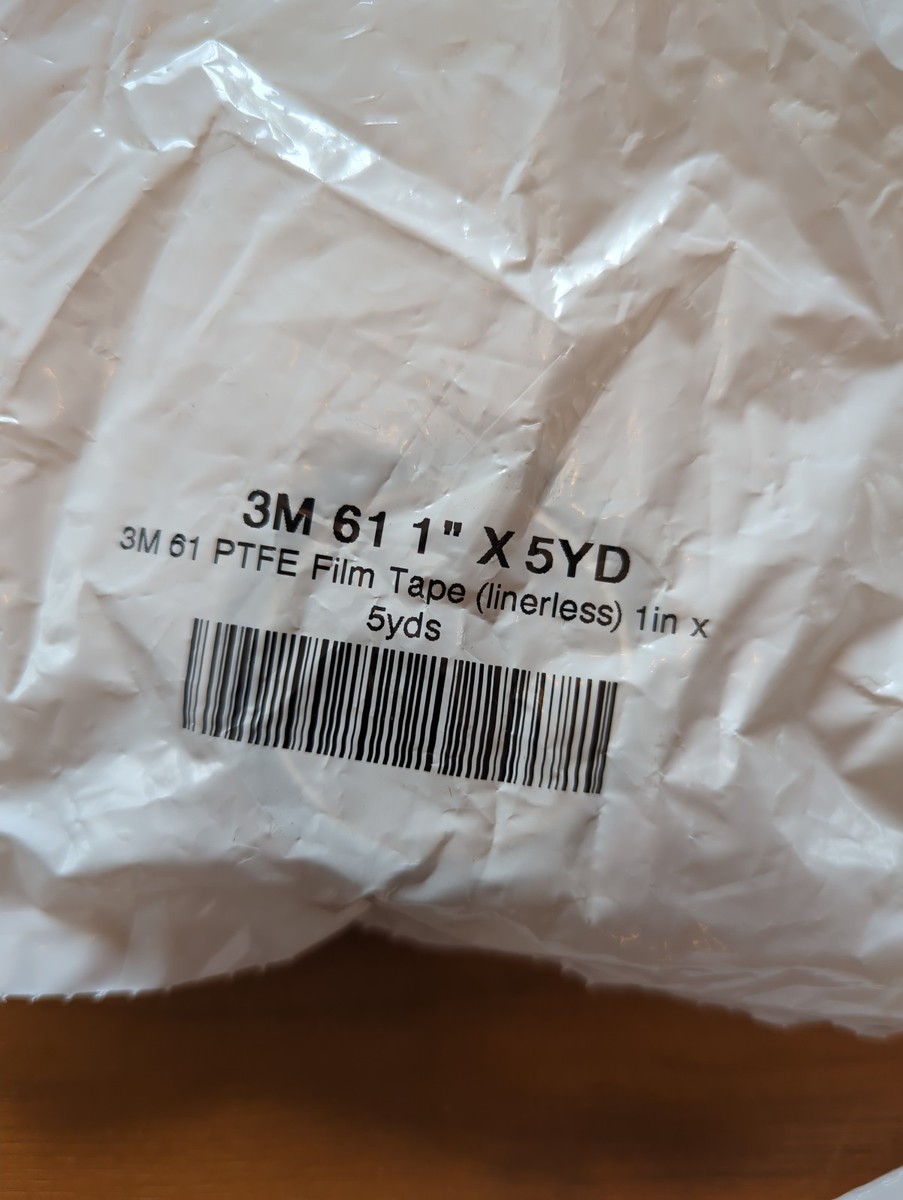 3M 61 1" X 5YD
3M 61 PTFE Film Tape (linerless) 1in x
5yds